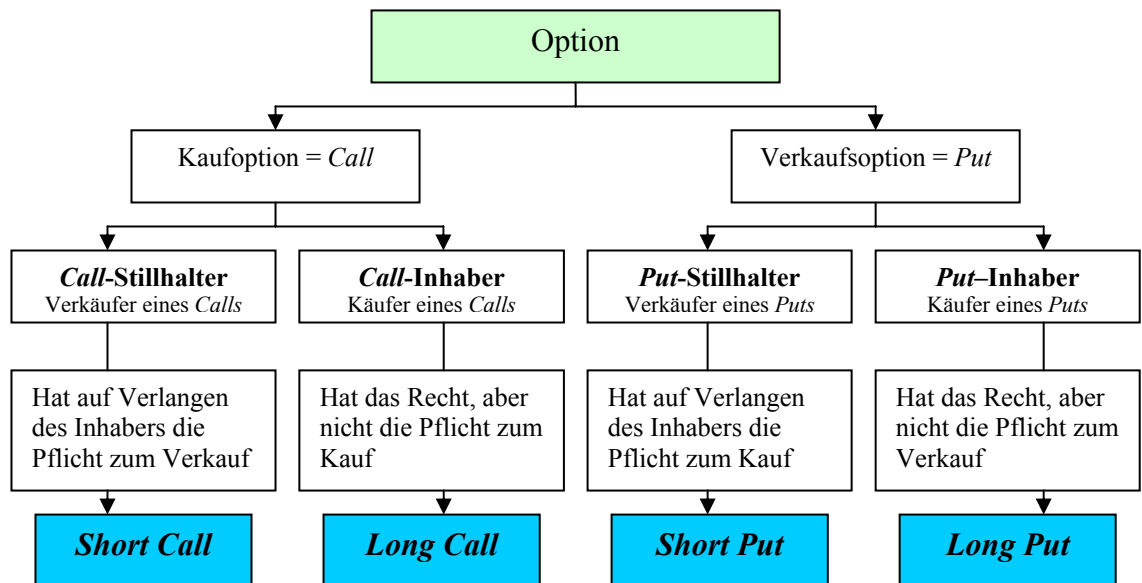 Option
Kaufoption = Call
Verkaufsoption = Put
Call-Stillhalter
Verkäufer eines Calls
Call-Inhaber
Käufer eines Calls
Put-Stillhalter
Verkäufer eines Puts
Put–Inhaber
Käufer eines Puts
Hat auf Verlangen
des Inhabers die
Pflicht zum Verkauf
Hat das Recht, aber
nicht die Pflicht zum
Kauf
Hat auf Verlangen
des Inhabers die
Pflicht zum Kauf
Hat das Recht, aber
nicht die Pflicht zum
Verkauf
Short Call
Long Call
Short Put
Long Put